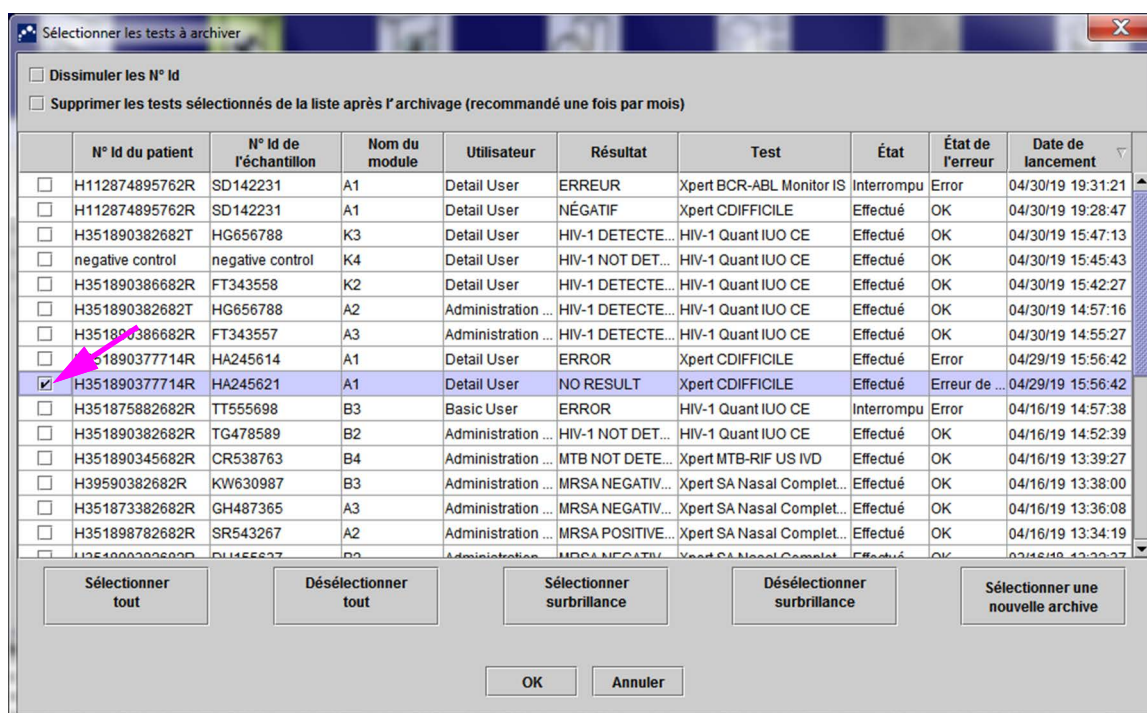 Sélectionner les tests à archiver
Dissimuler les N° Id
Supprimer les tests sélectionnés de la liste après l'archivage (recommandé une fois par mois)
N° Id du patient N° Id de l'échantillon Nom du module Utilisateur Résultat Test État État de l'erreur Date de lancement
H112874895762R SD142231 A1 Detail User ERREUR Xpert BCR-ABL Monitor IS Interrompu Error 04/30/19 19:31:21
H112874895762R SD142231 A1 Detail User NÉGATIF Xpert CDIFFICILE Effectué OK 04/30/19 19:28:47
H351890382682T HG656788 K3 Detail User HIV-1 DETECTE... HIV-1 Quant IUO CE Effectué OK 04/30/19 15:47:13
negative control negative control K4 Detail User HIV-1 NOT DET... HIV-1 Quant IUO CE Effectué OK 04/30/19 15:45:43
H351890386682R FT343558 K2 Detail User HIV-1 DETECTE... HIV-1 Quant IUO CE Effectué OK 04/30/19 15:42:27
H351890382682T HG656788 A2 Administration ... HIV-1 DETECTE... HIV-1 Quant IUO CE Effectué OK 04/30/19 14:57:16
H351890386682R FT343557 A3 Administration ... HIV-1 DETECTE... HIV-1 Quant IUO CE Effectué OK 04/30/19 14:55:27
HA245614 A1 Detail User ERROR Xpert CDIFFICILE Effectué Error 04/29/19 15:56:42
H351890377714R HA245621 A1 Detail User NO RESULT Xpert CDIFFICILE Effectué Erreur de ... 04/29/19 15:56:42
H351875882682R TT555698 B3 Basic User ERROR HIV-1 Quant IUO CE Interrompu Error 04/16/19 14:57:38
H351890382682R TG478589 B2 Administration ... HIV-1 NOT DET... HIV-1 Quant IUO CE Effectué OK 04/16/19 14:52:39
H351890345682R CR538763 B4 Administration ... MTB NOT DETE... Xpert MTB-RIF US IVD Effectué OK 04/16/19 13:39:27
H39590382682R KW630987 B3 Administration ... MRSA NEGATIV... Xpert SA Nasal Complet... Effectué OK 04/16/19 13:38:00
H351873382682R GH487365 A3 Administration ... MRSA NEGATIV... Xpert SA Nasal Complet... Effectué OK 04/16/19 13:36:08
H351898782682R SR543267 A2 Administration ... MRSA POSITIVE... Xpert SA Nasal Complet... Effectué OK 04/16/19 13:34:19
Sélectionner tout Désélectionner tout Sélectionner surbrillance Désélectionner surbrillance Sélectionner une nouvelle archive
OK Annuler